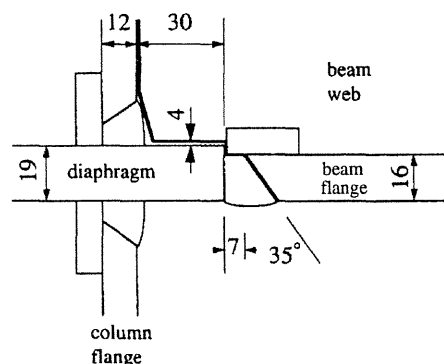 12
30
beam
web
4
19
diaphragm
beam
flange
16
7
35°
column
flange